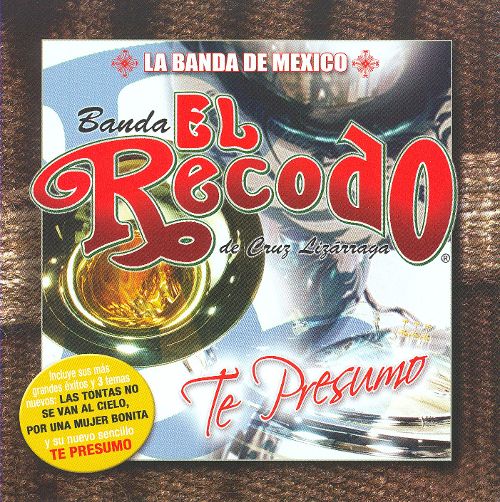 LA BANDA DE MEXICO
Banda EL
Recodo
de Cruz Lizárraga
®
Te Presumo
Incluye sus más
grandes éxitos y 3 temas
nuevos: LAS TONTAS NO
SE VAN AL CIELO,
POR UNA MUJER BONITA
y su nuevo sencillo
TE PRESUMO